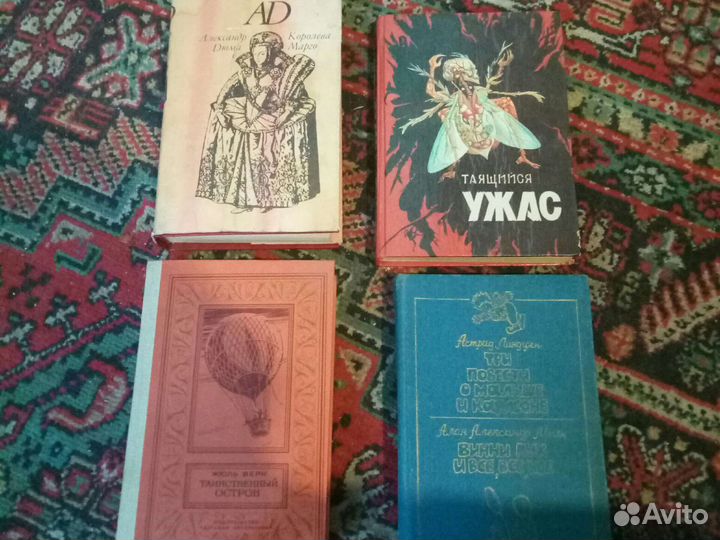 AD
Александр Королева
Дюма Марго
ТАЯЩИЙСЯ
УЖАС
ЖЮЛЬ ВЕРН
ТАИНСТВЕННЫЙ
ОСТРОВ
Астрид Линдгрен
ТРИ
ПОВЕСТИ
О МАЛЫШЕ
И КАРЛСОНЕ
Алан Александр Милн
ВИННИ ПУХ
И ВСЕ, ВСЕ, ВСЕ
Avito